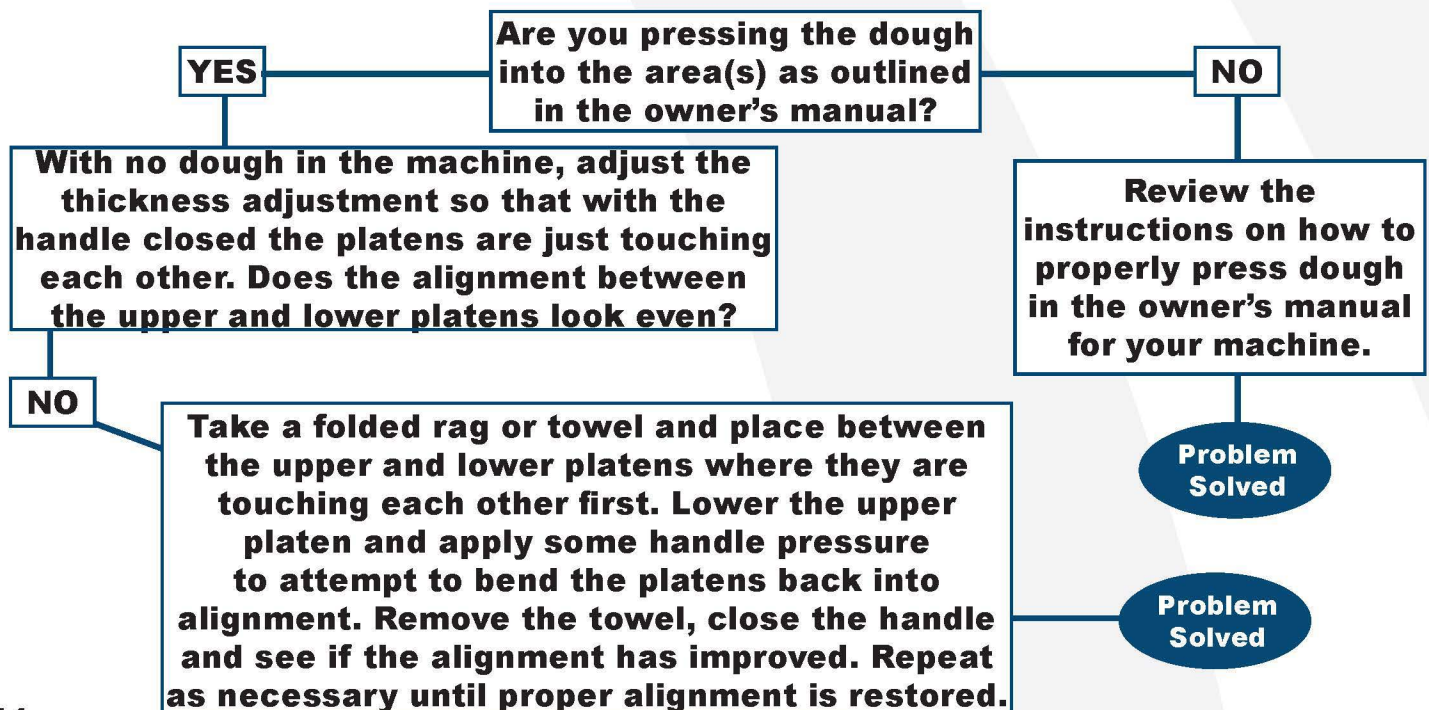 Are you pressing the dough
into the area(s) as outlined
in the owner's manual?
YES
NO
With no dough in the machine, adjust the
thickness adjustment so that with the
handle closed the platens are just touching
each other. Does the alignment between
the upper and lower platens look even?
Review the
instructions on how to
properly press dough
in the owner's manual
for your machine.
NO
Problem
Solved
Take a folded rag or towel and place between
the upper and lower platens where they are
touching each other first. Lower the upper
platen and apply some handle pressure
to attempt to bend the platens back into
alignment. Remove the towel, close the handle
and see if the alignment has improved. Repeat
as necessary until proper alignment is restored.
Problem
Solved